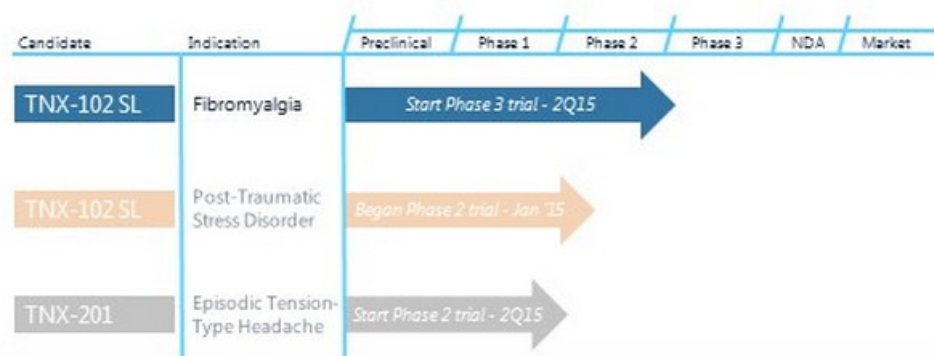 Candidate Indication Preclinical Phase 1 Phase 2 Phase 3 NDA Market
TNX-102 SL Fibromyalgia Start Phase 3 trial - 2Q15
TNX-102 SL Post-Traumatic
Stress Disorder Began Phase 2 trial - Jan '15
TNX-201 Episodic Tension-
Type Headache Start Phase 2 trial - 2Q15